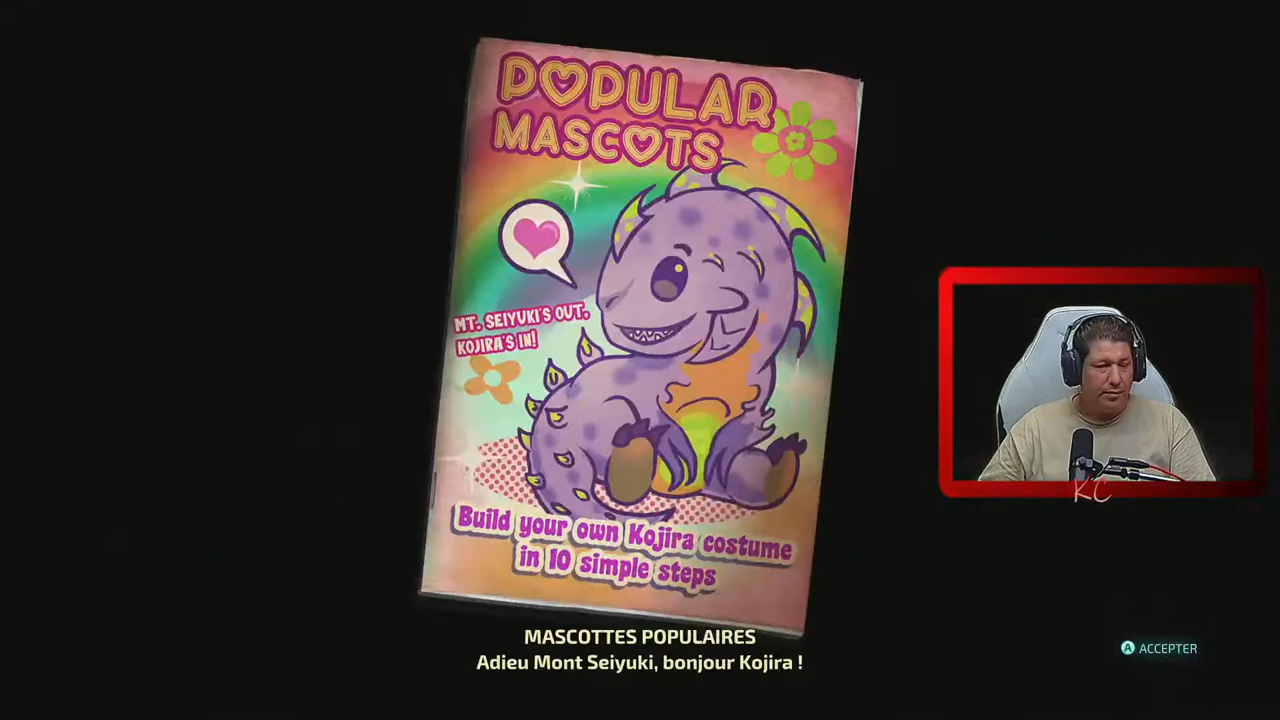 POPULAR
MASCOTS
MT. SEIYUKI'S OUT,
KOJIRA'S IN!
Build your own Kojira costume
in 10 simple steps
KC
MASCOTTES POPULAIRES
Adieu Mont Seiyuki, bonjour Kojira !
A ACCEPTER